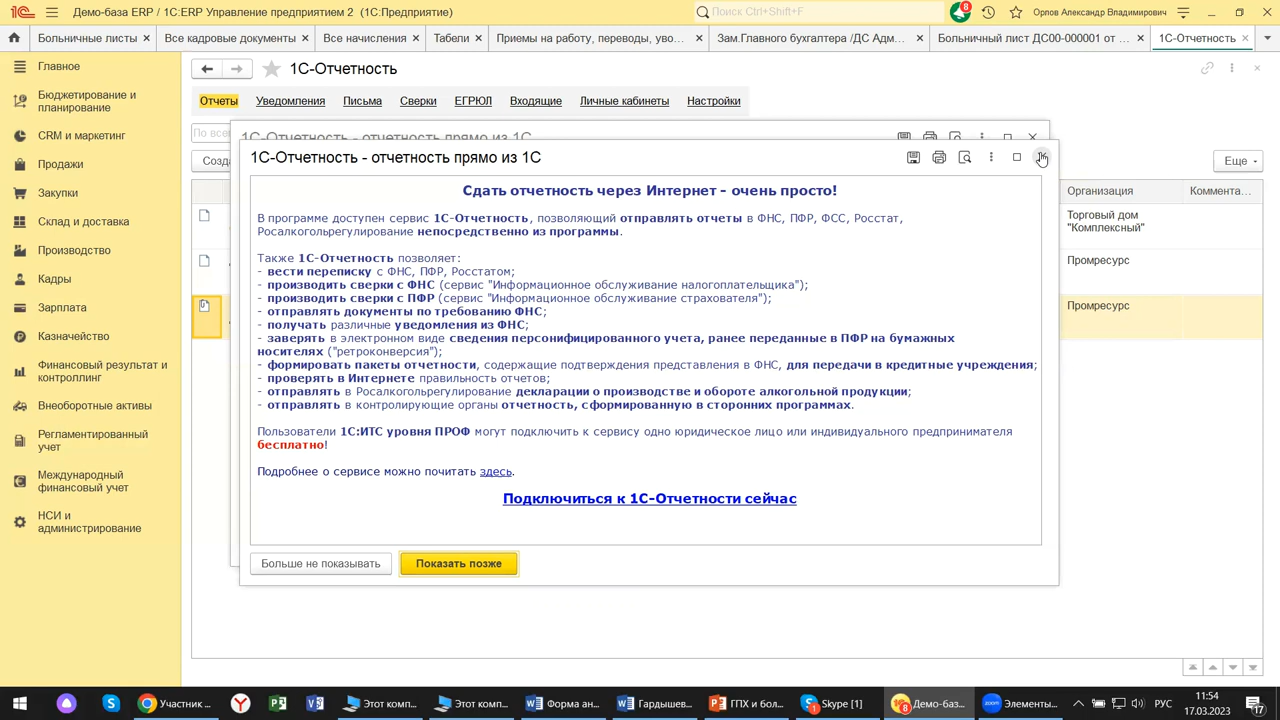 Демо-база ERP / 1С:ERP Управление предприятием 2 (1С:Предприятие)
Поиск Ctrl+Shift+F
8
Орлов Александр Владимирович
Больничные листы
Все кадровые документы
Все начисления
Табели
Приемы на работу, переводы, уво...
Зам.Главного бухгалтера /ДС Адм...
Больничный лист ДС00-000001 от ...
1С-Отчетность
Главное
Бюджетирование и
планирование
CRM и маркетинг
Продажи
Закупки
Склад и доставка
Производство
Кадры
Зарплата
Казначейство
Финансовый результат и
контроллинг
Внеоборотные активы
Регламентированный
учет
Международный
финансовый учет
НСИ и
администрирование
1С-Отчетность
Отчеты
Уведомления
Письма
Сверки
ЕГРЮЛ
Входящие
Личные кабинеты
Настройки
По все
Созд
Еще
Организация
Коммента...
Торговый дом
"Комплексный"
Промресурс
Промресурс
1С-Отчетность - отчетность прямо из 1С
1С-Отчетность - отчетность прямо из 1С
Сдать отчетность через Интернет - очень просто!
В программе доступен сервис 1С-Отчетность, позволяющий отправлять отчеты в ФНС, ПФР, ФСС, Росстат,
Росалкогольрегулирование непосредственно из программы.
Также 1С-Отчетность позволяет:
- вести переписку с ФНС, ПФР, Росстатом;
- производить сверки с ФНС (сервис "Информационное обслуживание налогоплательщика");
- производить сверки с ПФР (сервис "Информационное обслуживание страхователя");
- отправлять документы по требованию ФНС;
- получать различные уведомления из ФНС;
- заверять в электронном виде сведения персонифицированного учета, ранее переданные в ПФР на бумажных
носителях ("ретроконверсия");
- формировать пакеты отчетности, содержащие подтверждения представления в ФНС, для передачи в кредитные учреждения;
- проверять в Интернете правильность отчетов;
- отправлять в Росалкогольрегулирование декларации о производстве и обороте алкогольной продукции;
- отправлять в контролирующие органы отчетность, сформированную в сторонних программах.
Пользователи 1С:ИТС уровня ПРОФ могут подключить к сервису одно юридическое лицо или индивидуального предпринимателя
бесплатно!
Подробнее о сервисе можно почитать здесь.
Подключиться к 1С-Отчетности сейчас
Больше не показывать
Показать позже
Участник ...
Этот комп...
Этот комп...
Форма ан...
Гардышев...
ГПХ и бол...
Skype [1]
Демо-баз...
Элементы...
РУС
11:54
17.03.2023